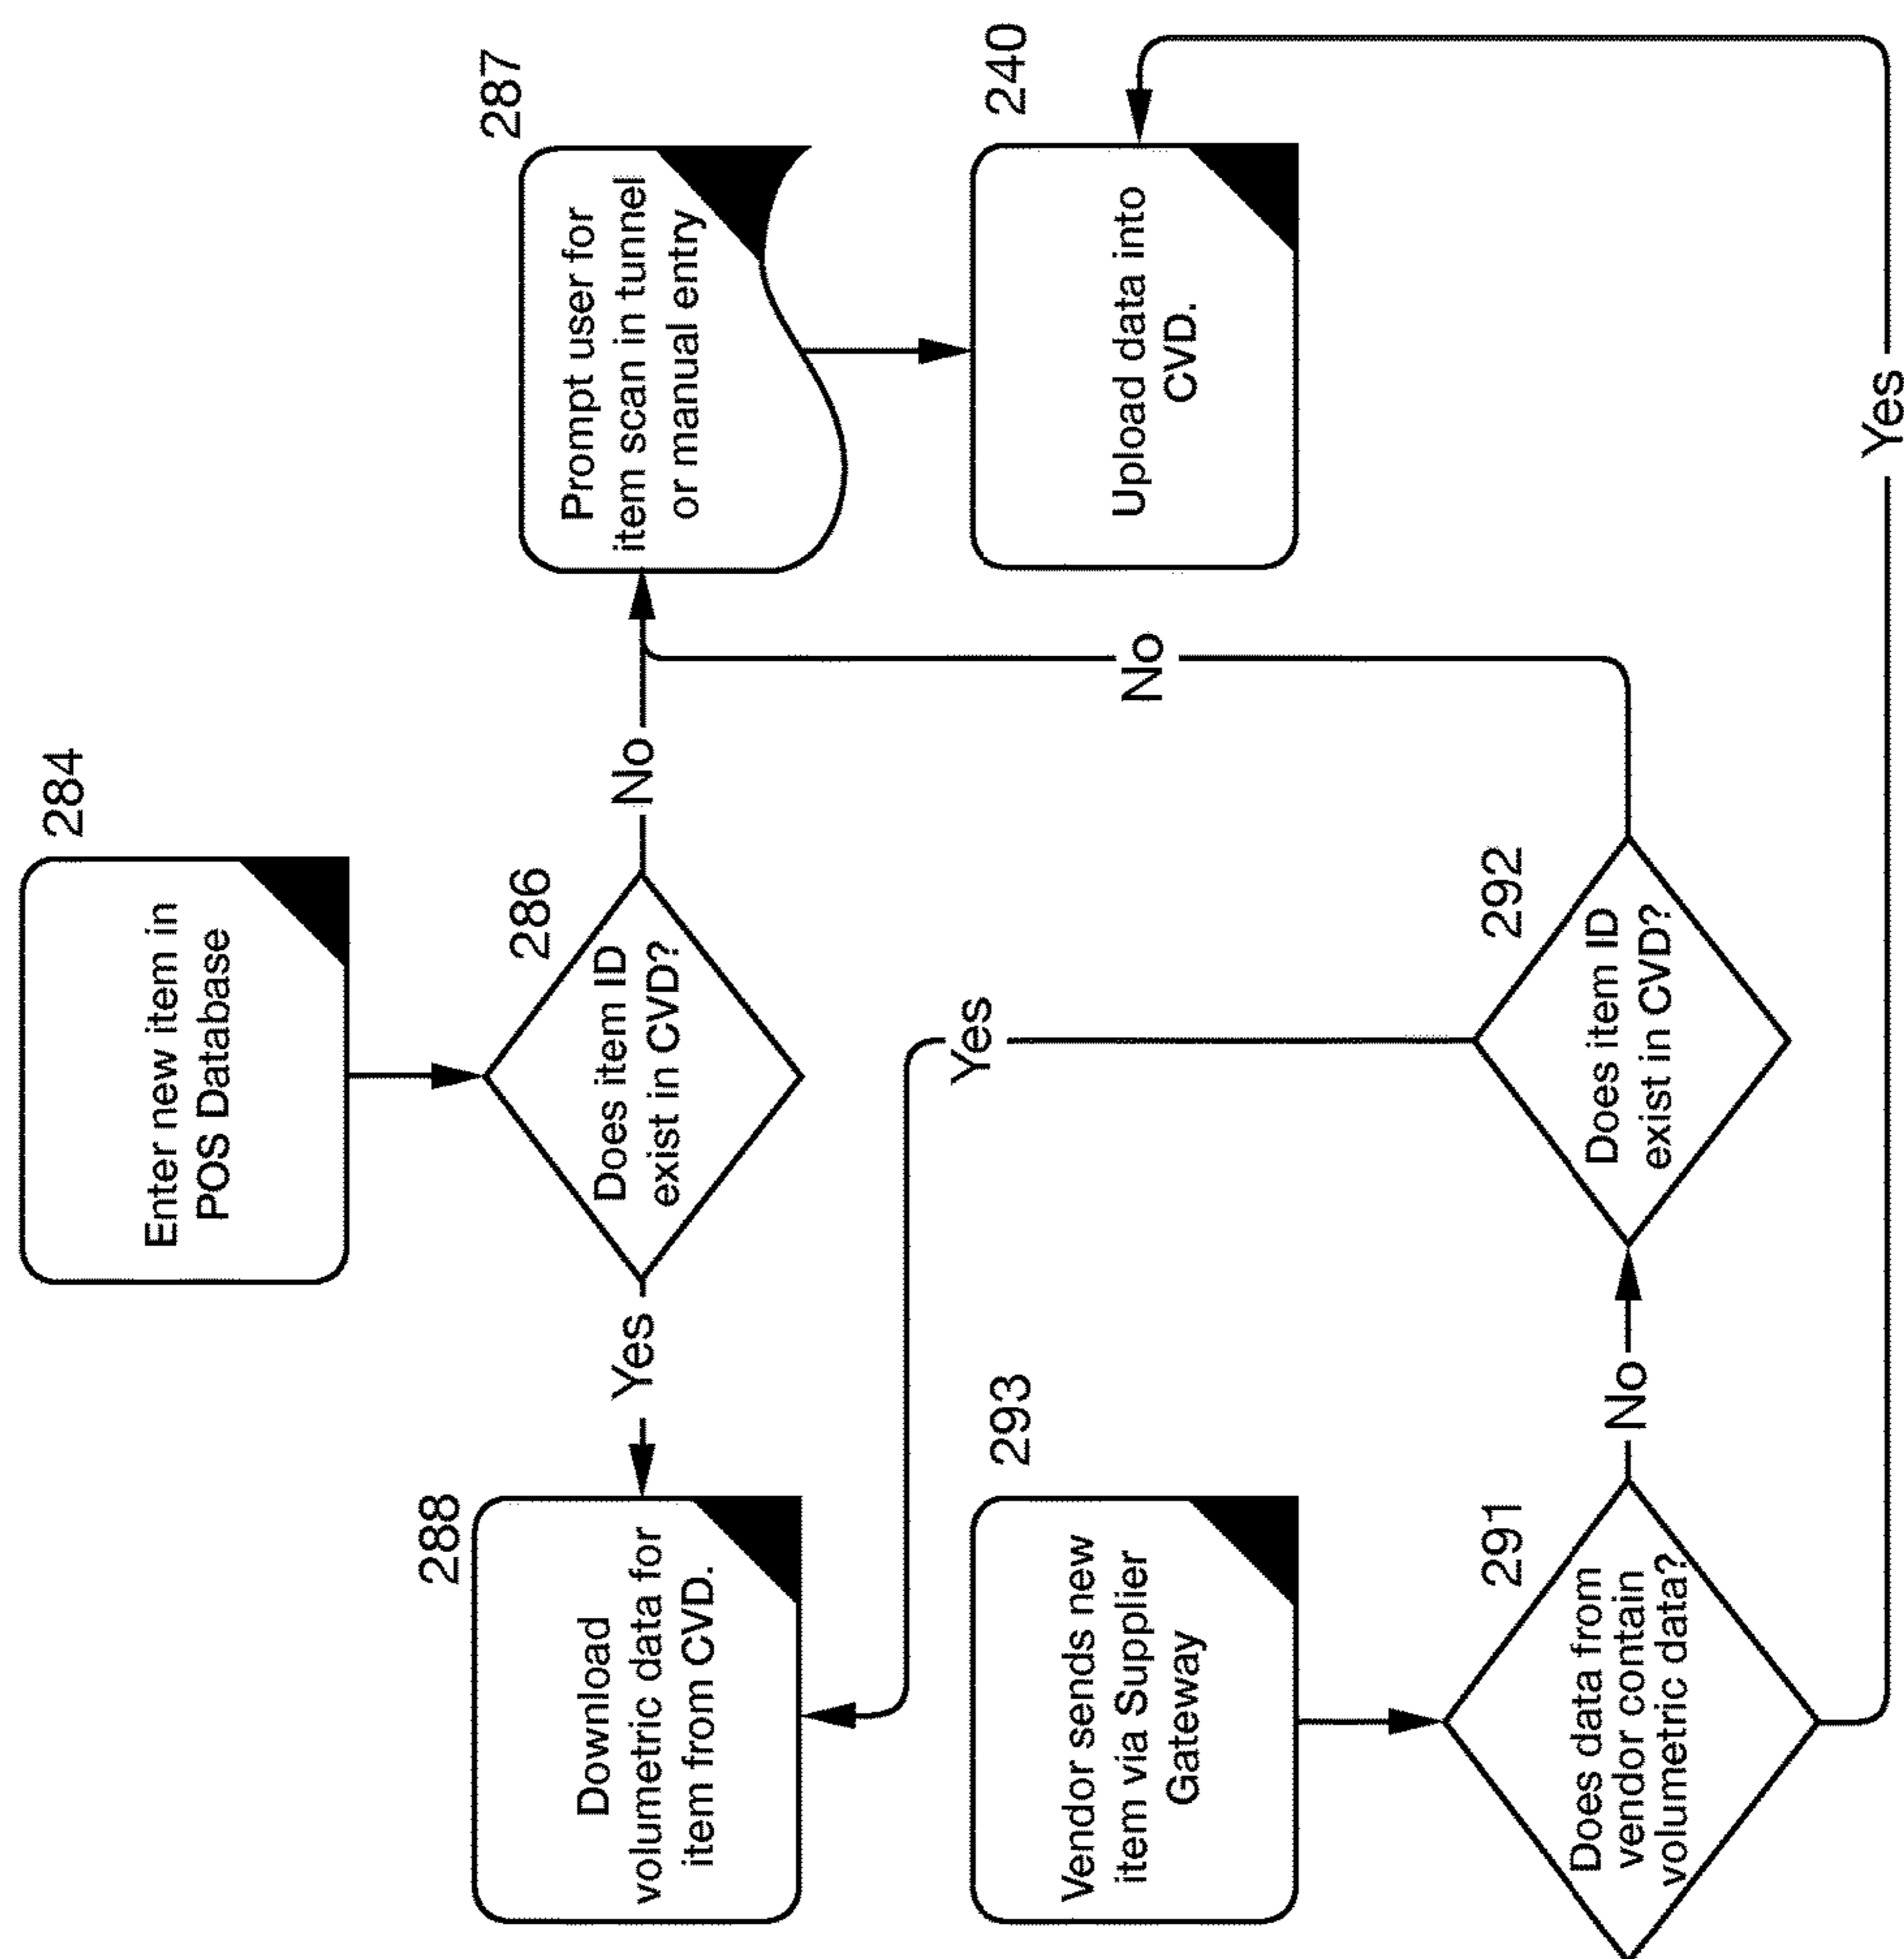 284
Enter new item in
POS Database
286
Does item ID
exist in CVD?
Yes
No
288
Download
volumetric data for
item from CVD.
287
Prompt user for
item scan in tunnel
or manual entry
Yes
No
293
Vendor sends new
item via Supplier
Gateway
240
Upload data into
CVD.
291
Does data from
vendor contain
volumetric data?
No
292
Does item ID
exist in CVD?
Yes